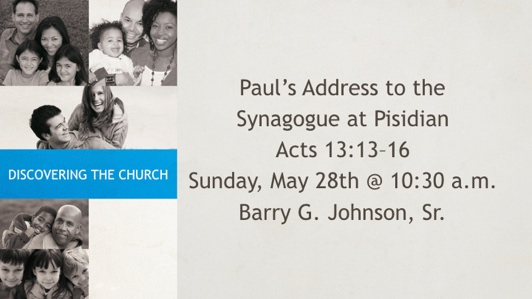 DISCOVERING THE CHURCH
Paul’s Address to the
Synagogue at Pisidian
Acts 13:13–16
Sunday, May 28th @ 10:30 a.m.
Barry G. Johnson, Sr.